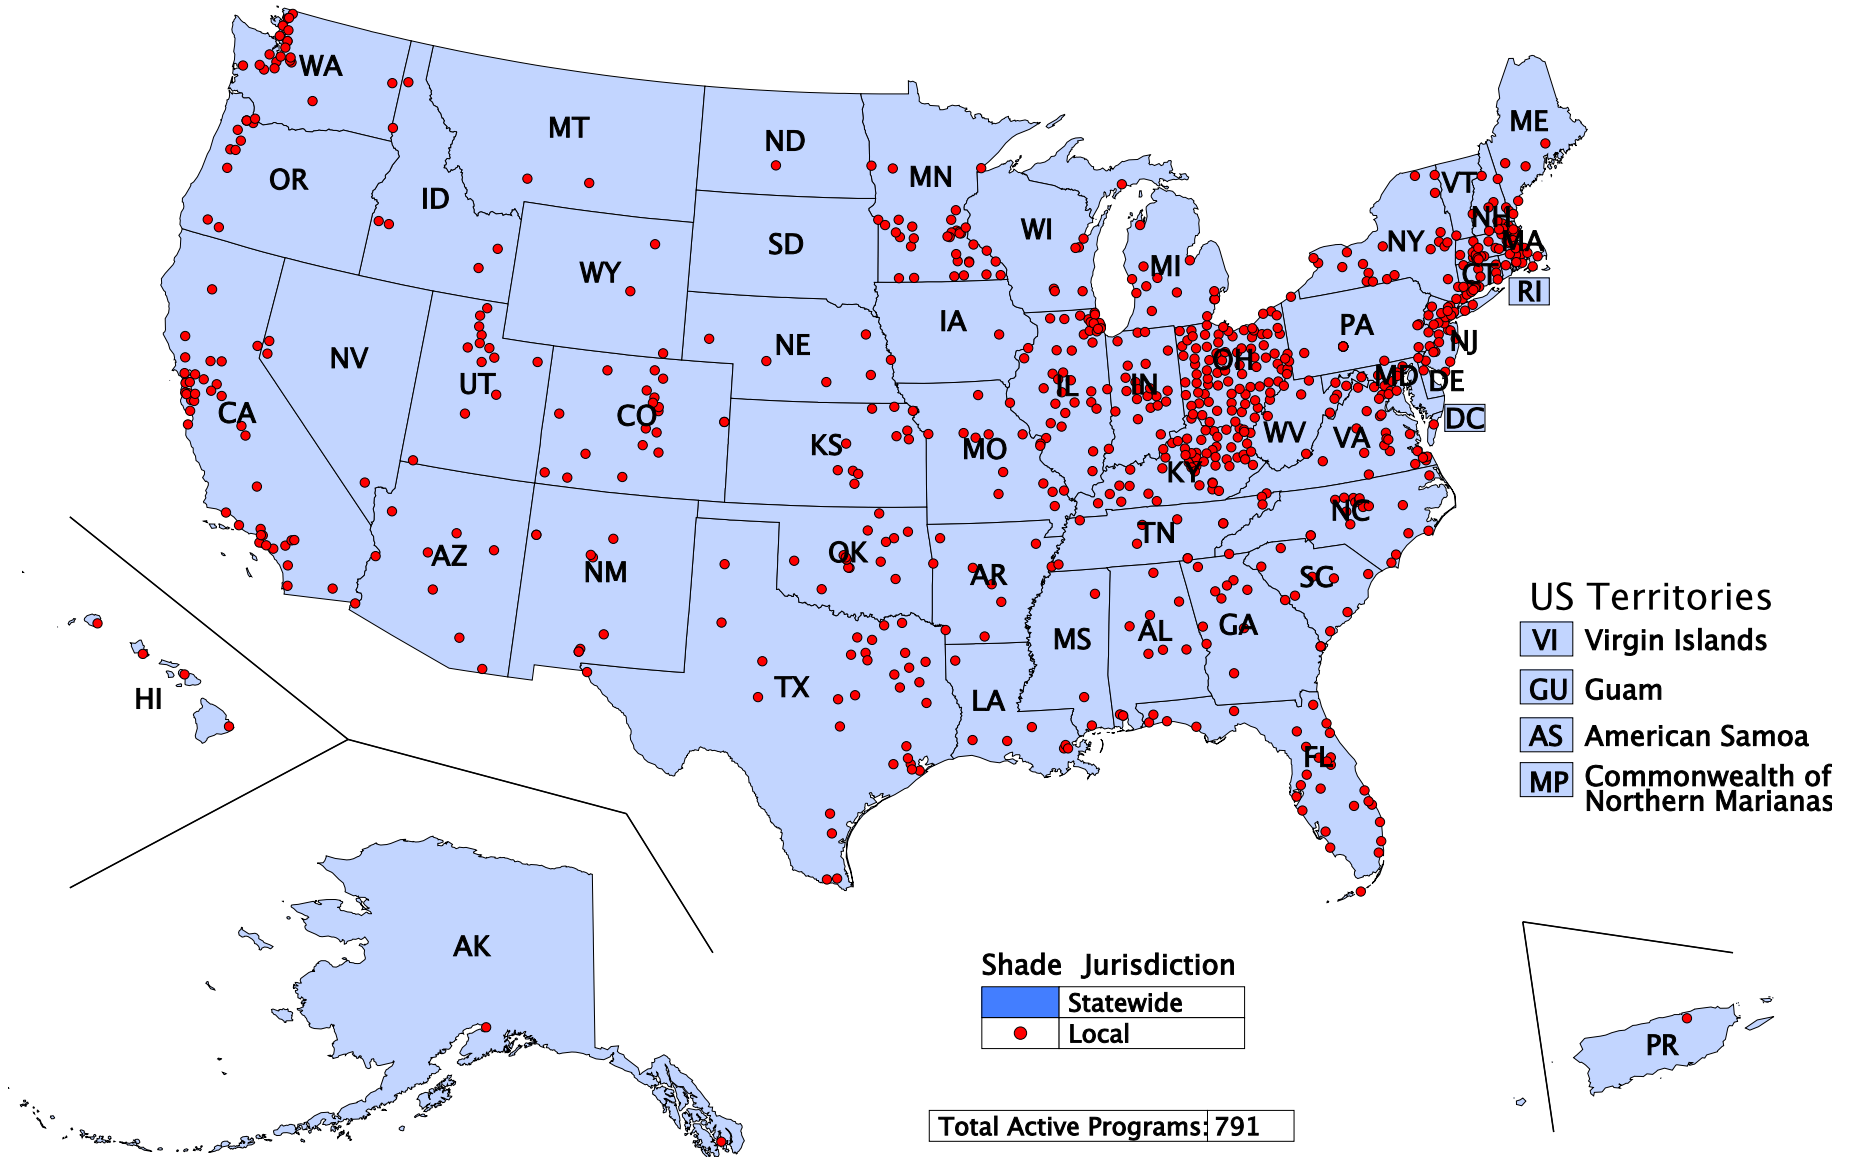 WA
ME
MT
ND
MN
VT
OR
ID
NH
WI
NY
MA
SD
MI
WY
CT
RI
IA
PA
NE
NJ
NV
OH
UT
IL
IN
MD
DE
CA
CO
DC
WV
VA
KS
MO
KY
NC
TN
AZ
OK
NM
AR
SC
US Territories
MS
AL
GA
VI Virgin Islands
TX
LA
HI
GU Guam
AS American Samoa
FL
MP Commonwealth of
Northern Marianas
AK
Shade Jurisdiction
Statewide
Local
PR
Total Active Programs: 791